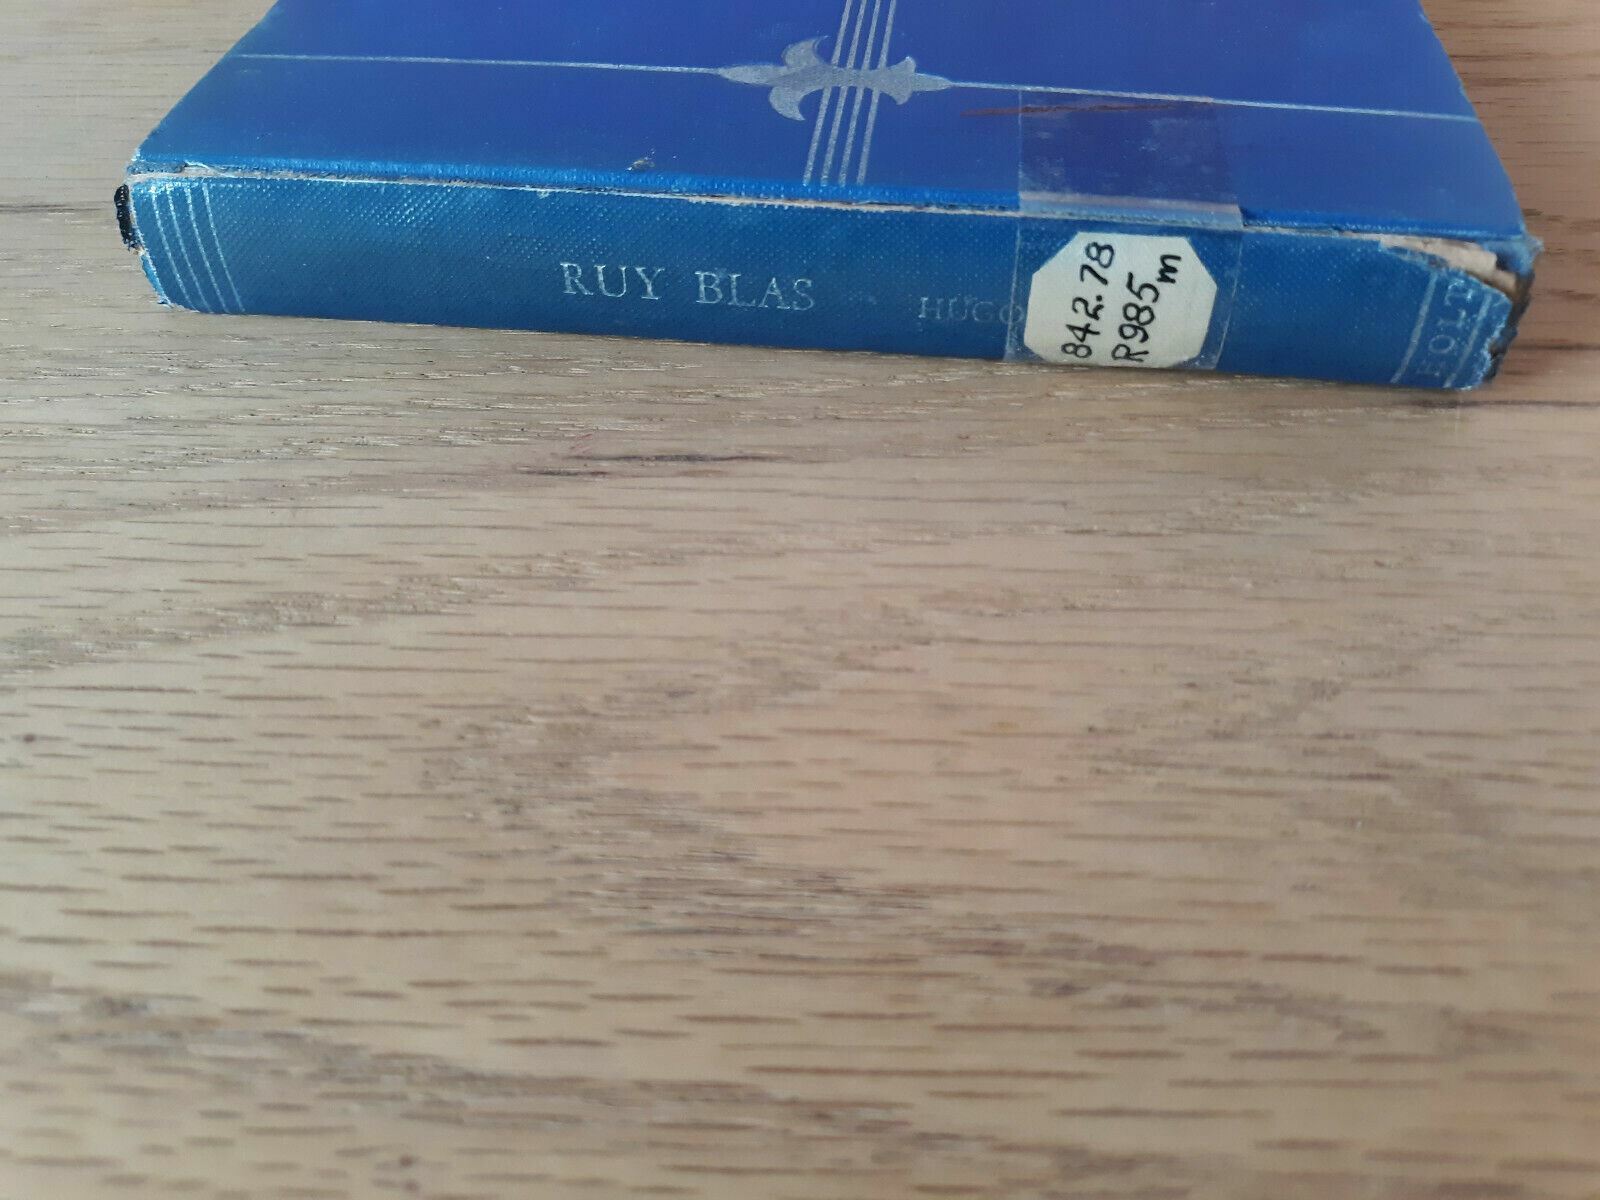 RUY BLAS
HUGO
842.78
R985m
HOLT